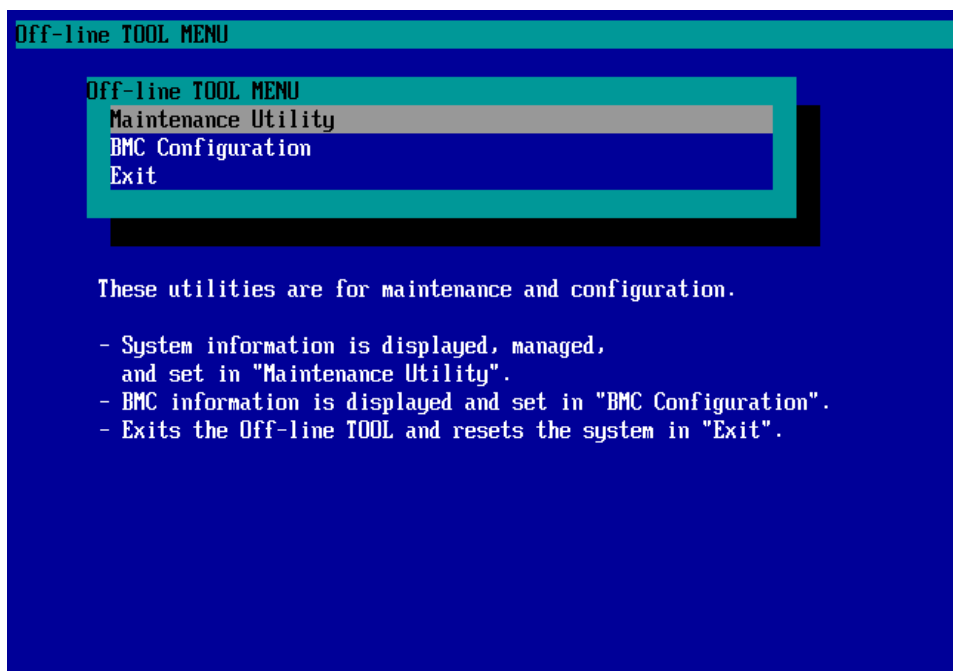 Off-line TOOL MENU
Off-line TOOL MENU
Maintenance Utility
BMC Configuration
Exit
These utilities are for maintenance and configuration.
- System information is displayed, managed,
and set in "Maintenance Utility".
- BMC information is displayed and set in "BMC Configuration".
- Exits the Off-line TOOL and resets the system in "Exit".